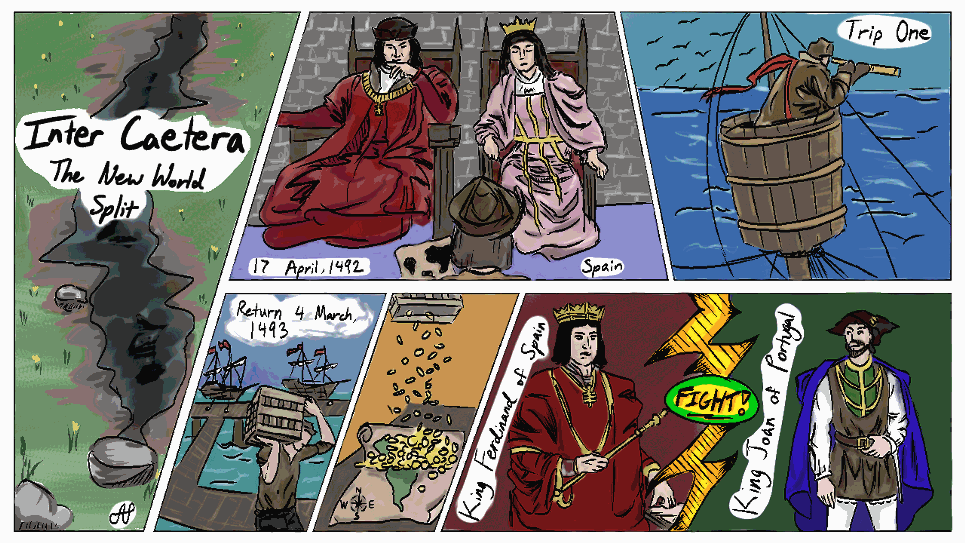 Inter Caetera
The New World
Split
17 April, 1492
Spain
Trip One
Return 4 March,
1493
N
W
E
S
King Ferdinand of Spain
FIGHT!
King John of Portugal